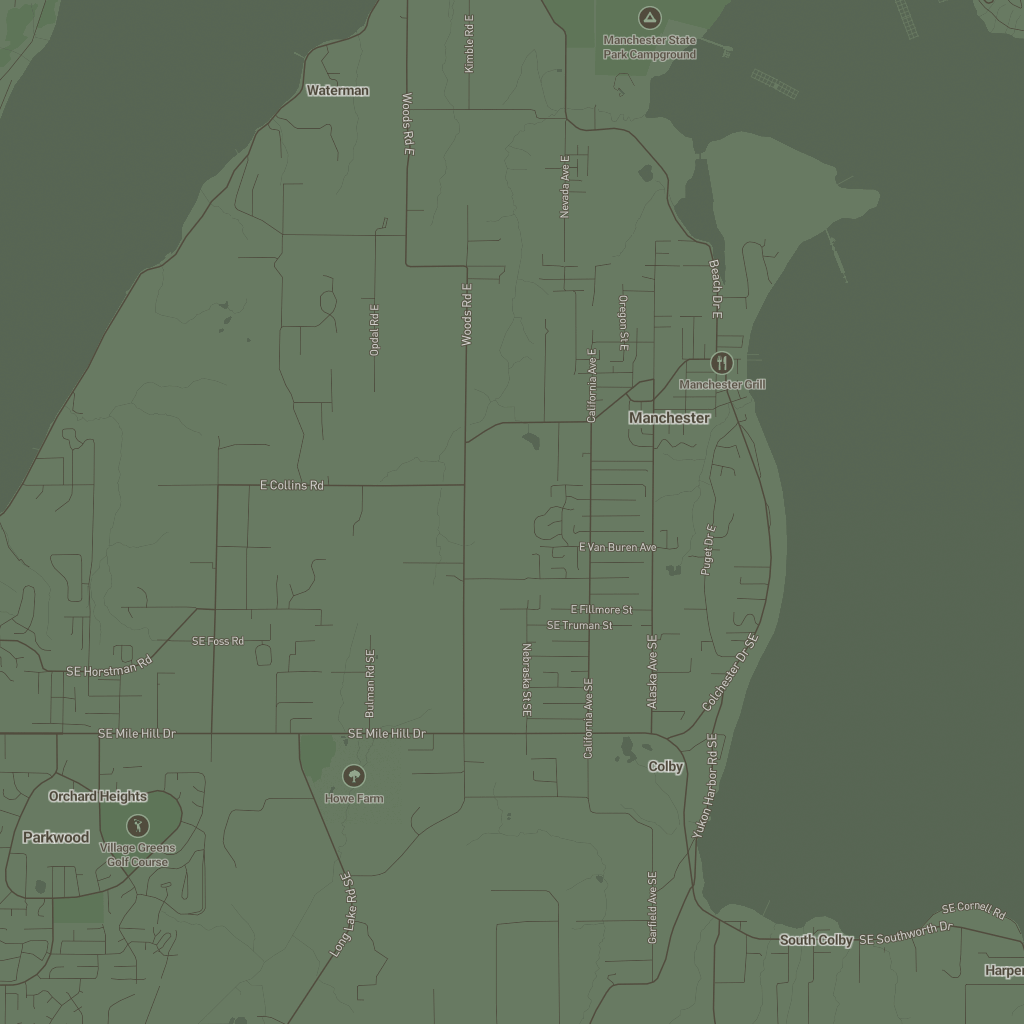 Manchester State
Park Campground
Kimble Rd E
Waterman
Woods Rd E
Nevada Ave E
Beach Dr E
Oregon St E
Opdal Rd E
Woods Rd E
California Ave E
Manchester Grill
Manchester
E Collins Rd
Puget Dr E
E Van Buren Ave
E Fillmore St
SE Truman St
SE Foss Rd
SE Horstman Rd
Bulman Rd SE
Nebraska St SE
California Ave SE
Alaska Ave SE
Colchester Dr SE
SE Mile Hill Dr
SE Mile Hill Dr
Yukon Harbor Rd SE
Colby
Orchard Heights
Howe Farm
Parkwood
Village Greens
Golf Course
Long Lake Rd SE
Garfield Ave SE
SE Cornell Rd
South Colby
SE Southworth Dr
Harper